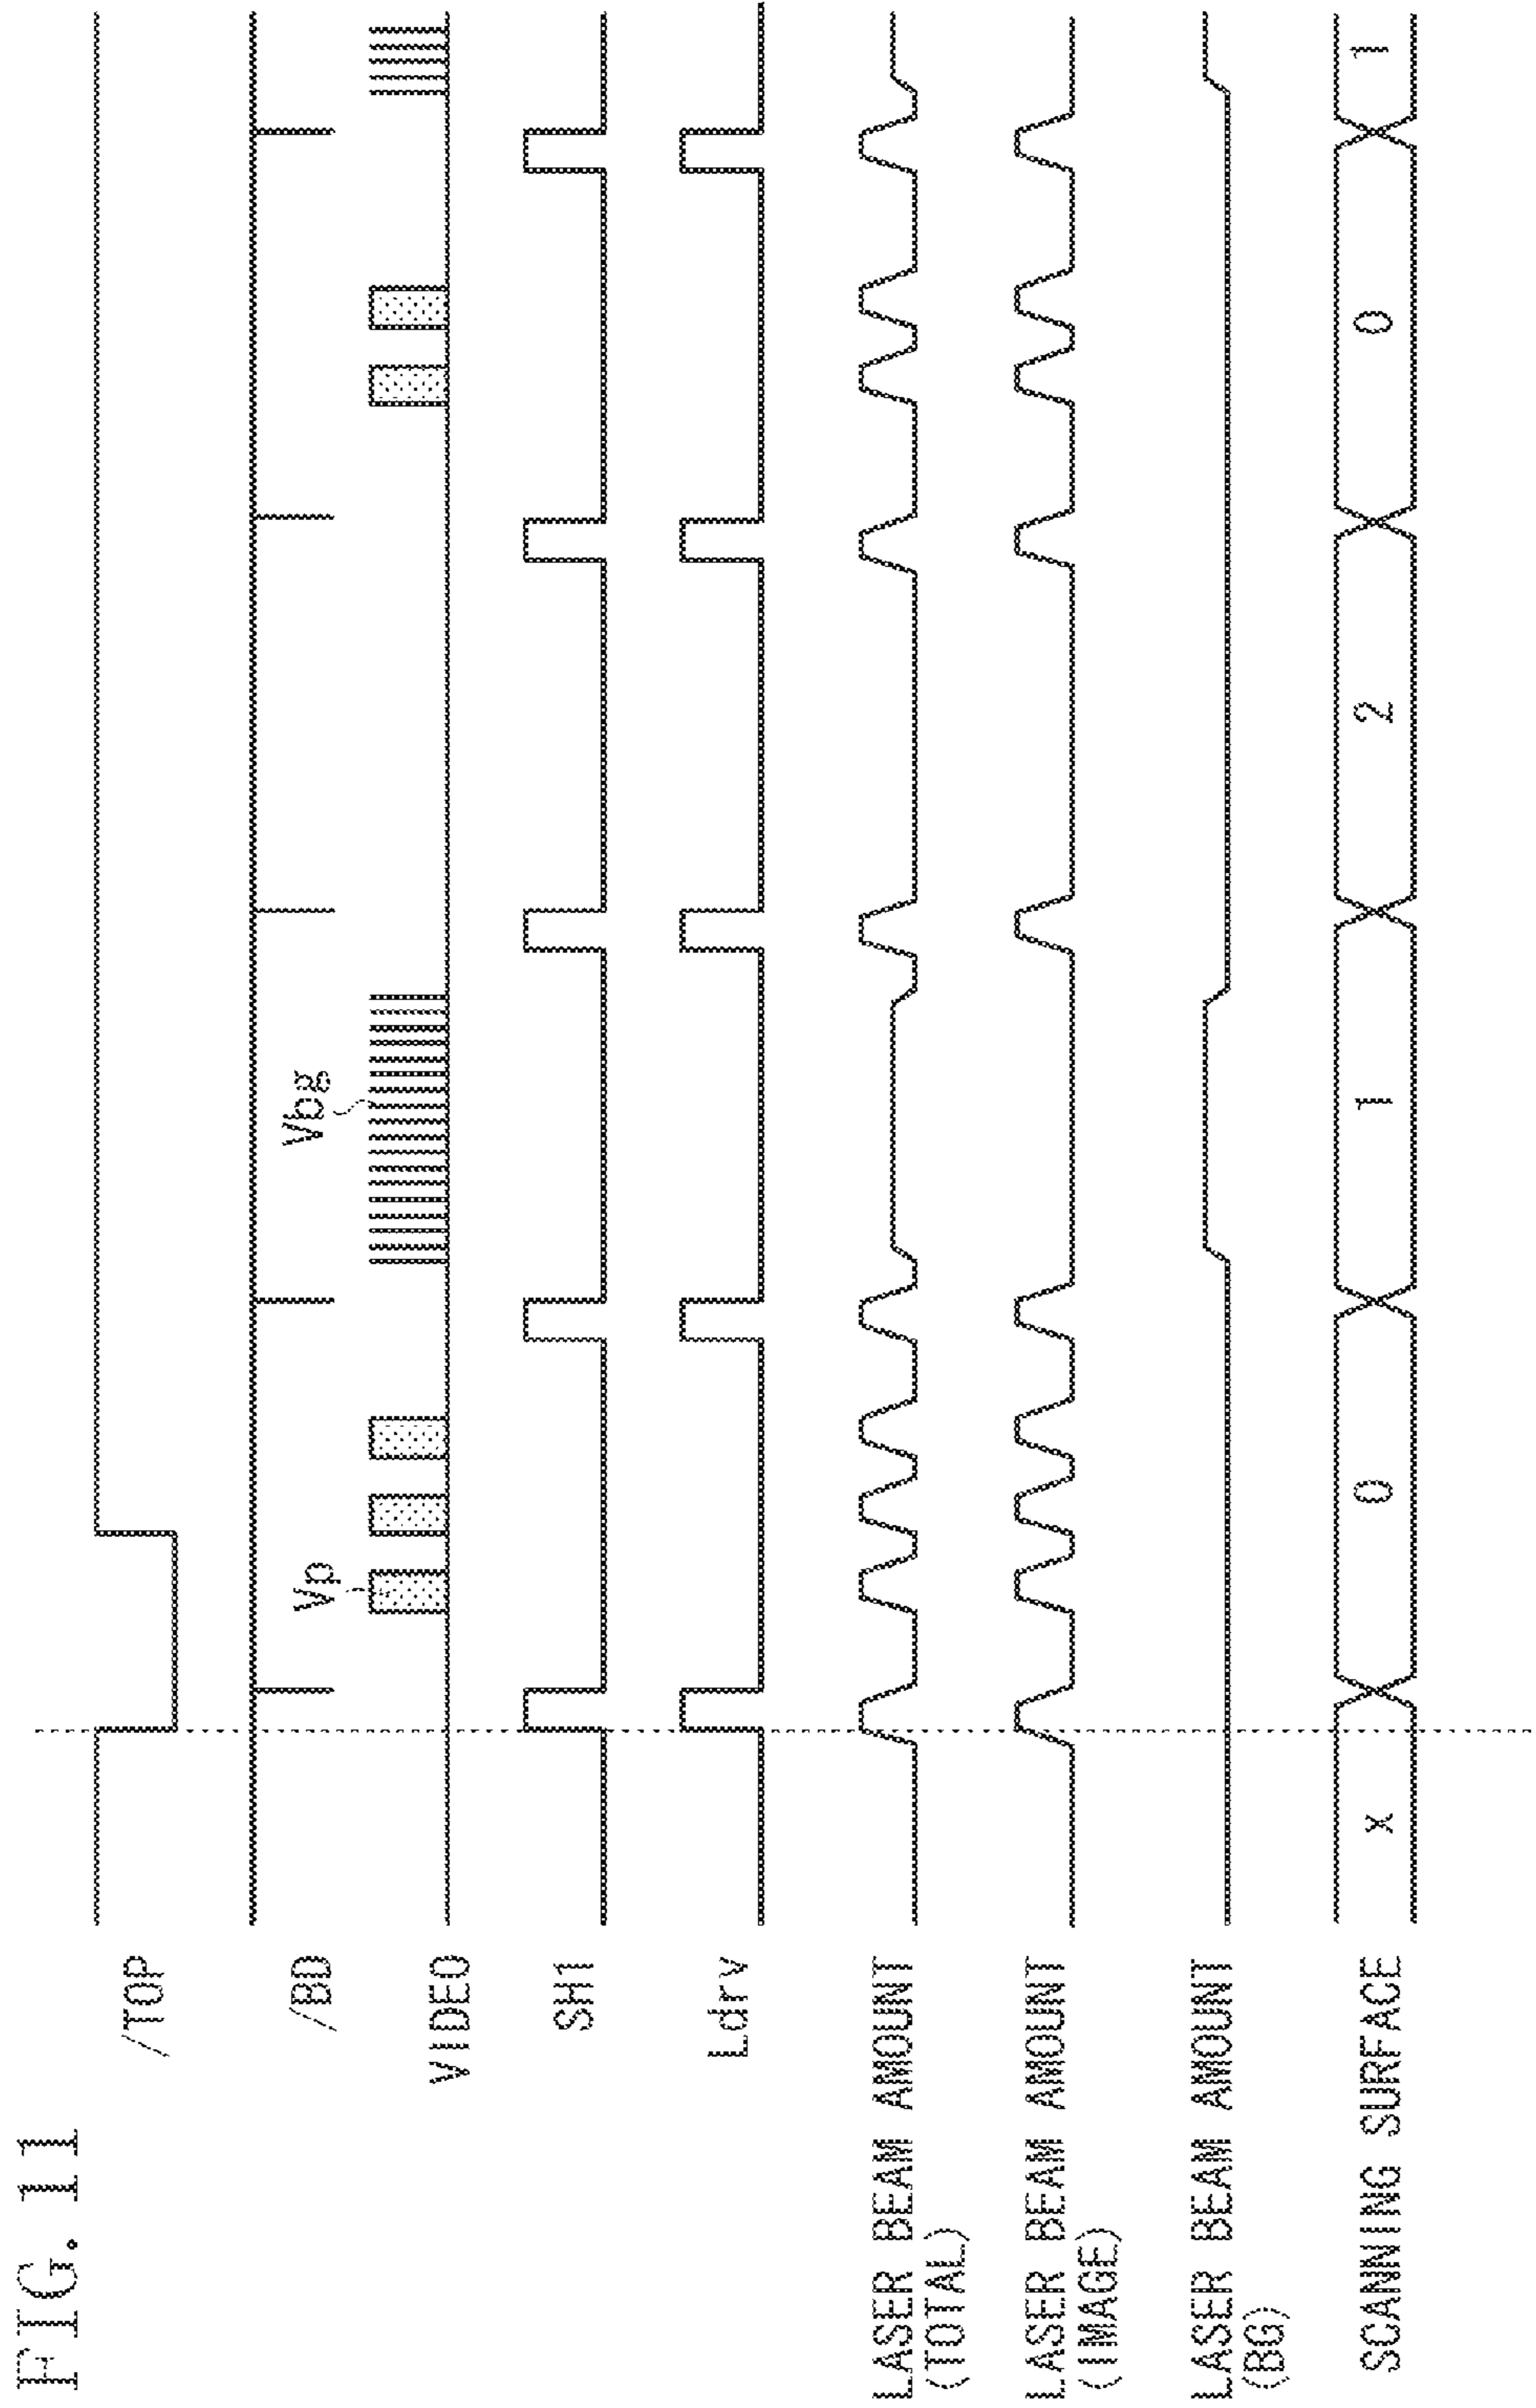 FIG. 11
/TOP
/BD
Vp
Vbg
VIDEO
SH1
Ldrv
LASER BEAM AMOUNT
(TOTAL)
LASER BEAM AMOUNT
(IMAGE)
LASER BEAM AMOUNT
(BG)
SCANNING SURFACE
x 0 1 2 0 1